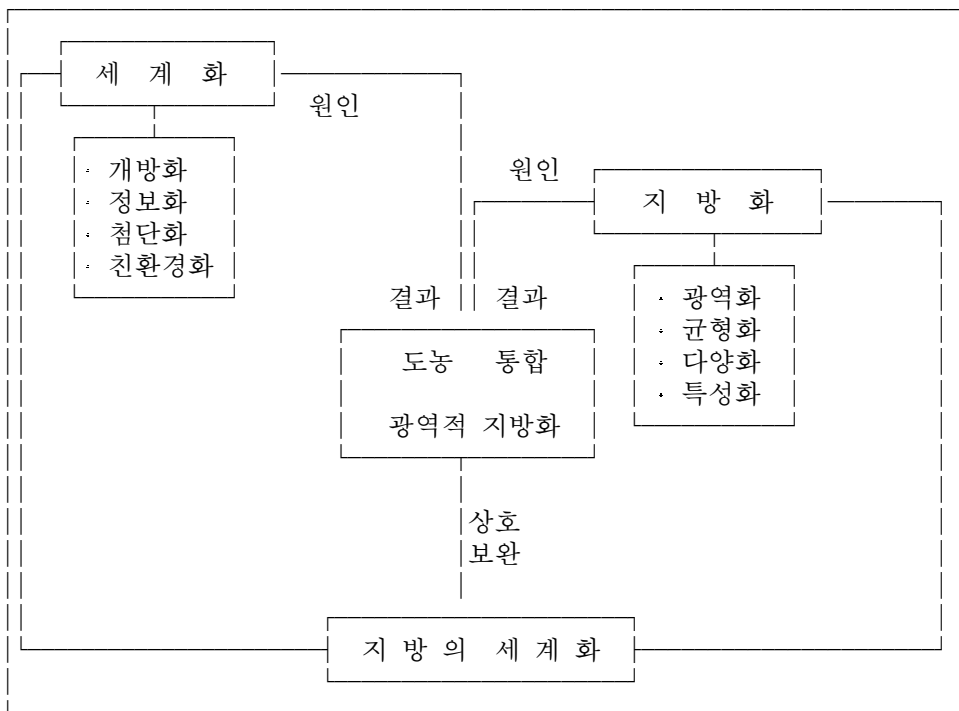 세 계 화
원인
· 개방화
· 정보화
· 첨단화
· 친환경화
원인
지 방 화
· 광역화
· 균형화
· 다양화
· 특성화
결과 결과
도농 통합
광역적 지방화
상호
보완
지 방 의 세 계 화